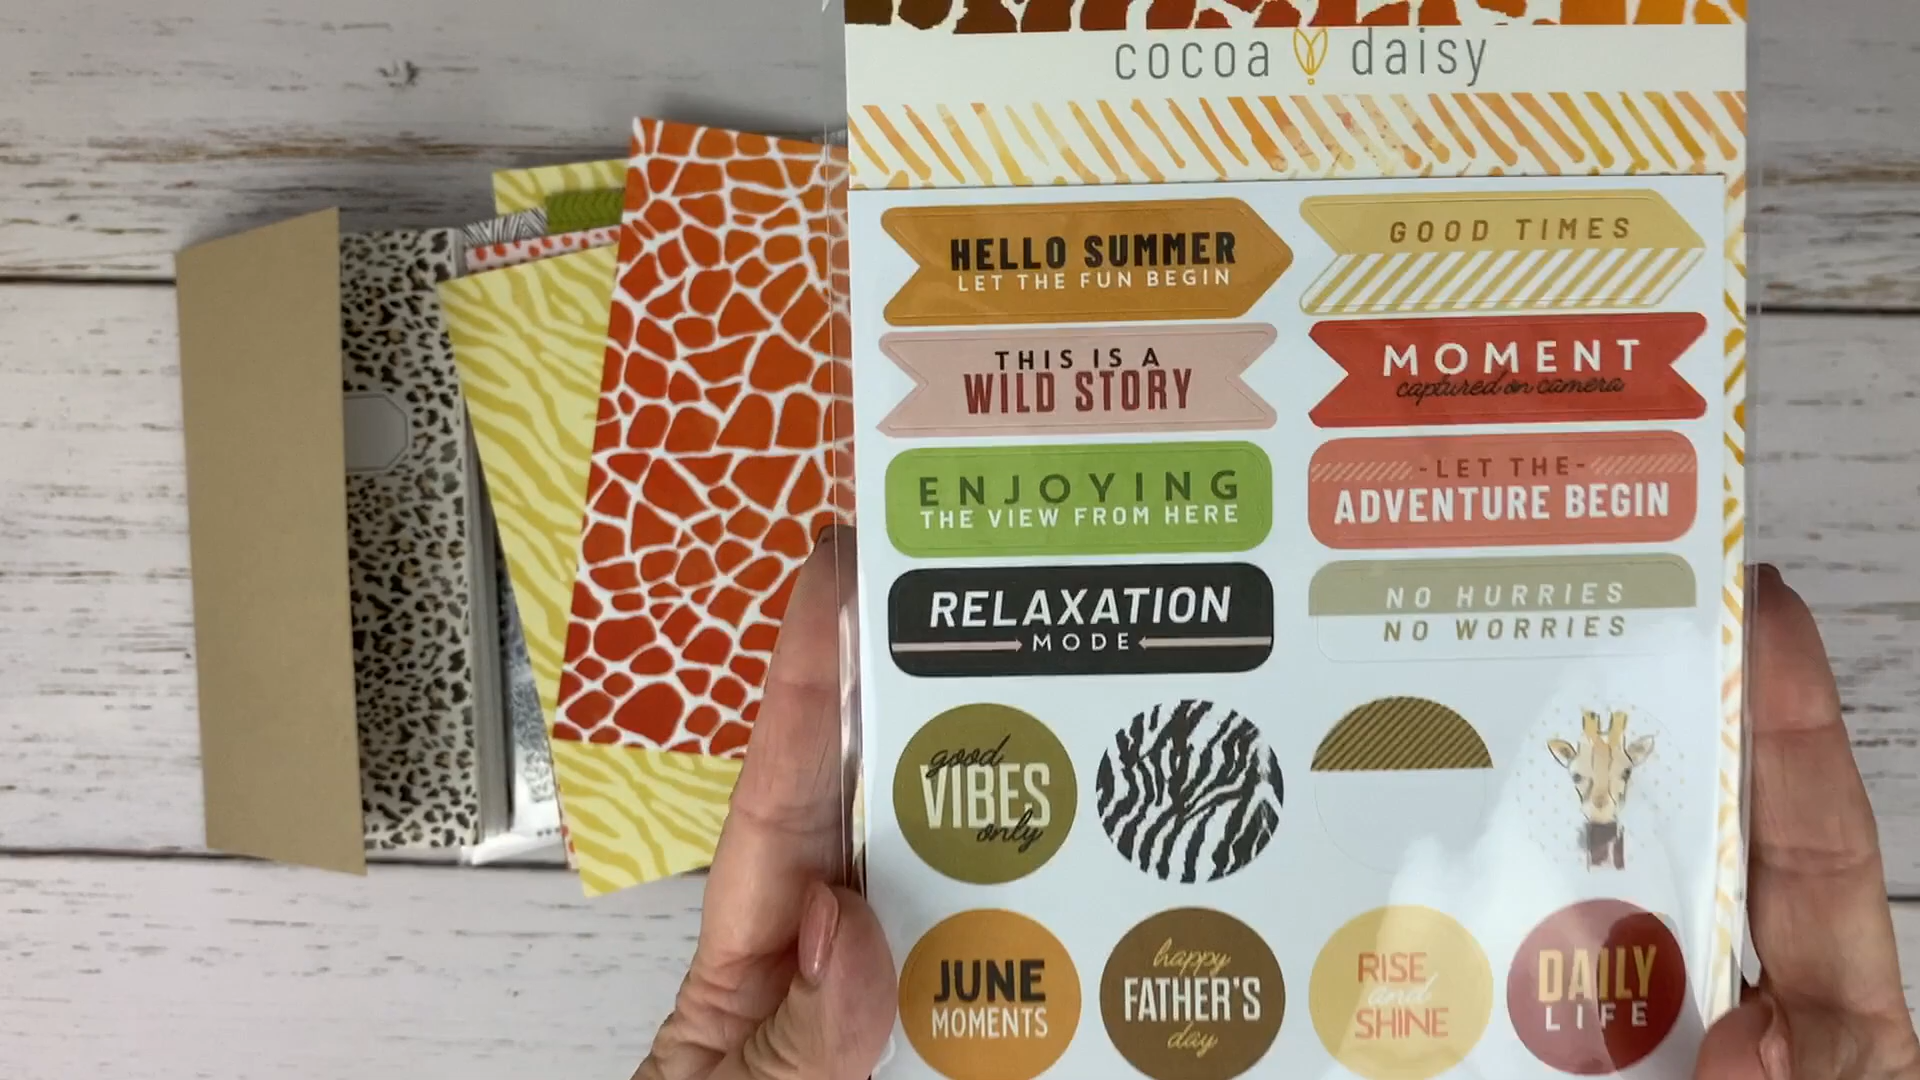 cocoa daisy
HELLO SUMMER
LET THE FUN BEGIN
GOOD TIMES
THIS IS A
WILD STORY
MOMENT
captured on camera
ENJOYING
THE VIEW FROM HERE
-LET THE-
ADVENTURE BEGIN
RELAXATION
MODE
NO HURRIES
NO WORRIES
good
VIBES
only
JUNE
MOMENTS
happy
FATHER'S
day
RISE
and
SHINE
DAILY
LIFE